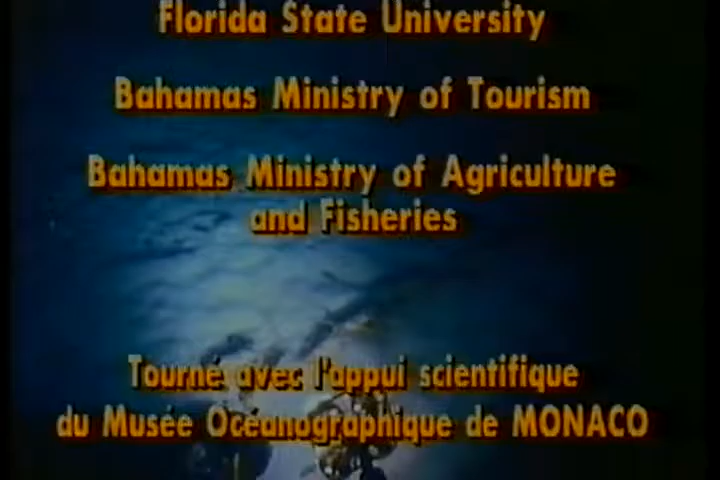 Florida State University
Bahamas Ministry of Tourism
Bahamas Ministry of Agriculture
and Fisheries
Tourné avec l'appui scientifique
du Musée Océanographique de MONACO